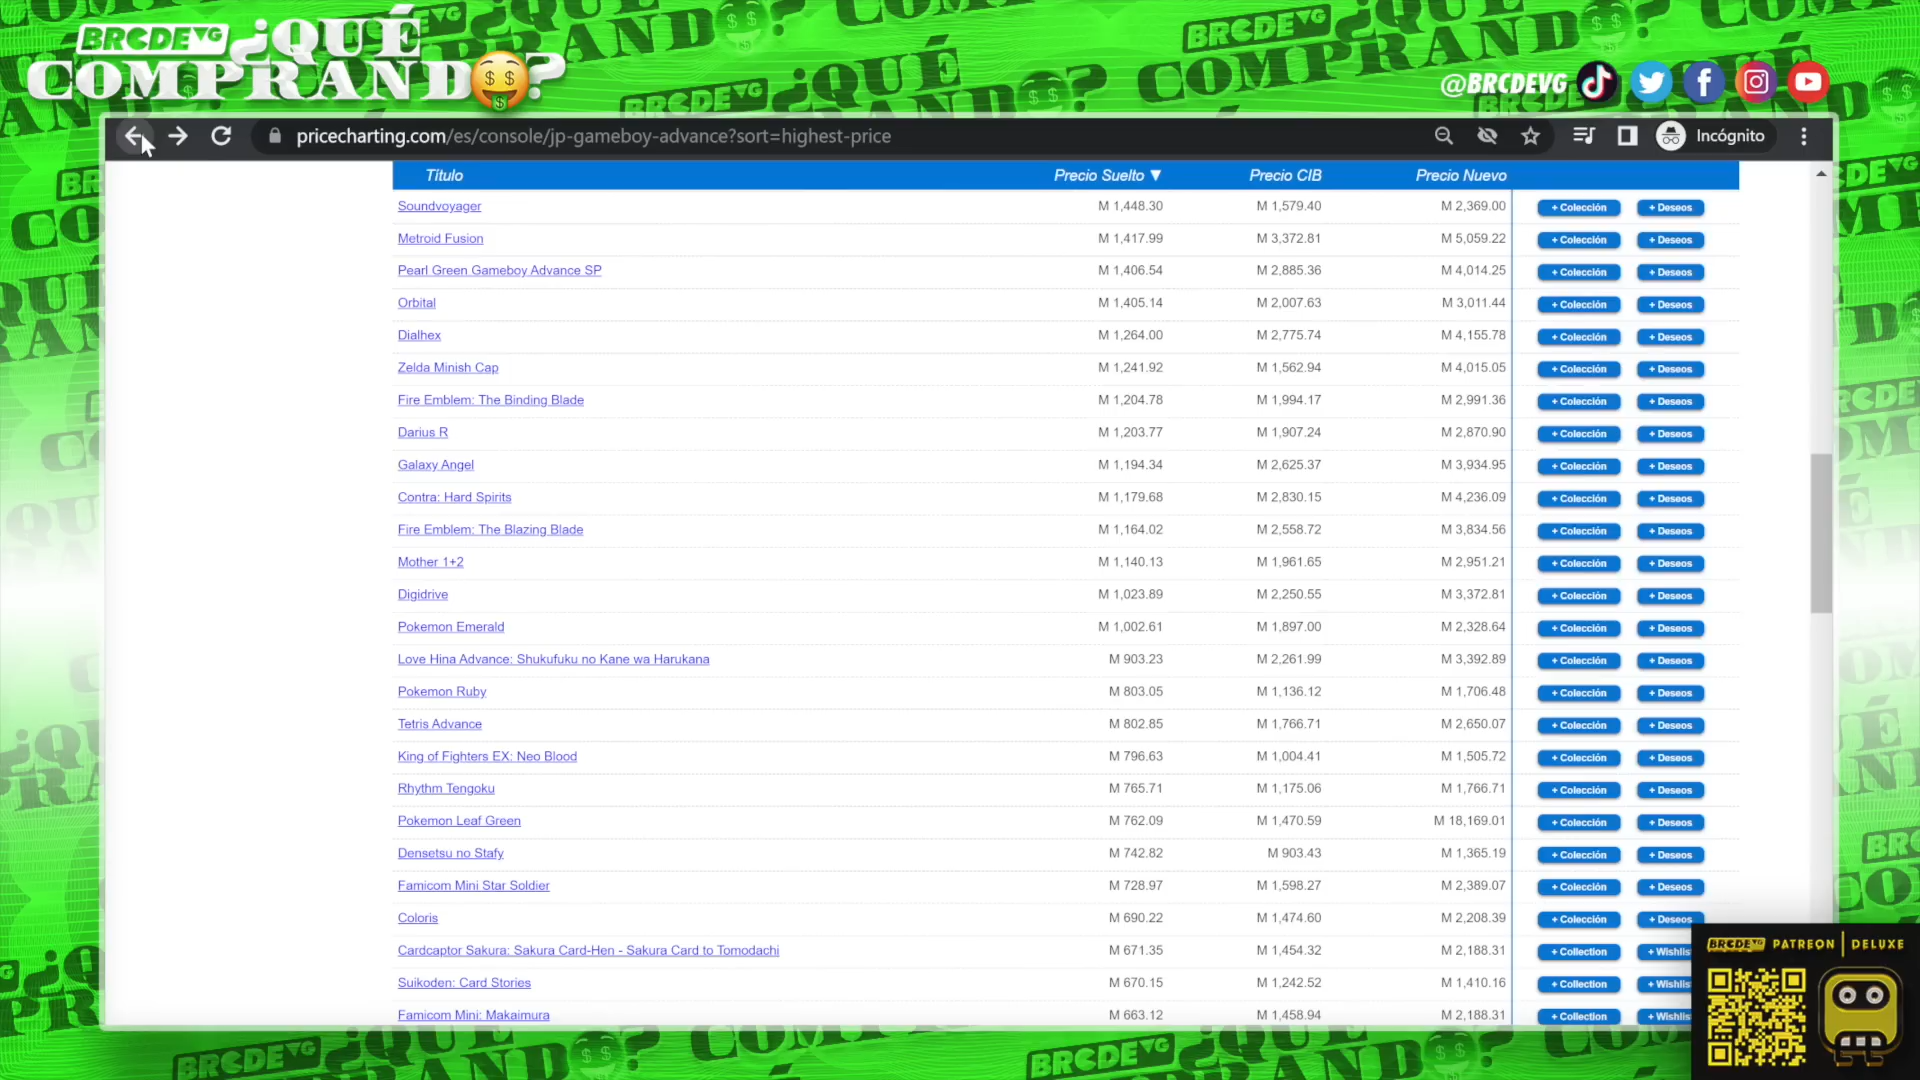 BRCDEVG ¿QUÉ
COMPRANDO?
@BRCDEVG
pricecharting.com/es/console/jp-gameboy-advance?sort=highest-price
Incógnito
Título Precio Suelto ▼ Precio CIB Precio Nuevo
Soundvoyager M 1,448.30 M 1,579.40 M 2,369.00 + Colección + Deseos
Metroid Fusion M 1,417.99 M 3,372.81 M 5,059.22 + Colección + Deseos
Pearl Green Gameboy Advance SP M 1,406.54 M 2,885.36 M 4,014.25 + Colección + Deseos
Orbital M 1,405.14 M 2,007.63 M 3,011.44 + Colección + Deseos
Dialhex M 1,264.00 M 2,775.74 M 4,155.78 + Colección + Deseos
Zelda Minish Cap M 1,241.92 M 1,562.94 M 4,015.05 + Colección + Deseos
Fire Emblem: The Binding Blade M 1,204.78 M 1,994.17 M 2,991.36 + Colección + Deseos
Darius R M 1,203.77 M 1,907.24 M 2,870.90 + Colección + Deseos
Galaxy Angel M 1,194.34 M 2,625.37 M 3,934.95 + Colección + Deseos
Contra: Hard Spirits M 1,179.68 M 2,830.15 M 4,236.09 + Colección + Deseos
Fire Emblem: The Blazing Blade M 1,164.02 M 2,558.72 M 3,834.56 + Colección + Deseos
Mother 1+2 M 1,140.13 M 1,961.65 M 2,951.21 + Colección + Deseos
Digidrive M 1,023.89 M 2,250.55 M 3,372.81 + Colección + Deseos
Pokemon Emerald M 1,002.61 M 1,897.00 M 2,328.64 + Colección + Deseos
Love Hina Advance: Shukufuku no Kane wa Harukana M 903.23 M 2,261.99 M 3,392.89 + Colección + Deseos
Pokemon Ruby M 803.05 M 1,136.12 M 1,706.48 + Colección + Deseos
Tetris Advance M 802.85 M 1,766.71 M 2,650.07 + Colección + Deseos
King of Fighters EX: Neo Blood M 796.63 M 1,004.41 M 1,505.72 + Colección + Deseos
Rhythm Tengoku M 765.71 M 1,175.06 M 1,766.71 + Colección + Deseos
Pokemon Leaf Green M 762.09 M 1,470.59 M 18,169.01 + Colección + Deseos
Densetsu no Stafy M 742.82 M 903.43 M 1,365.19 + Colección + Deseos
Famicom Mini Star Soldier M 728.97 M 1,598.27 M 2,389.07 + Colección + Deseos
Coloris M 690.22 M 1,474.60 M 2,208.39 + Colección + Deseos
Cardcaptor Sakura: Sakura Card-Hen - Sakura Card to Tomodachi M 671.35 M 1,454.32 M 2,188.31 + Collection + Wishlis
Suikoden: Card Stories M 670.15 M 1,242.52 M 1,410.16 + Collection + Wishlis
Famicom Mini: Makaimura M 663.12 M 1,458.94 M 2,188.31 + Collection + Wishlis
BRCDEVG PATREON | DELUXE